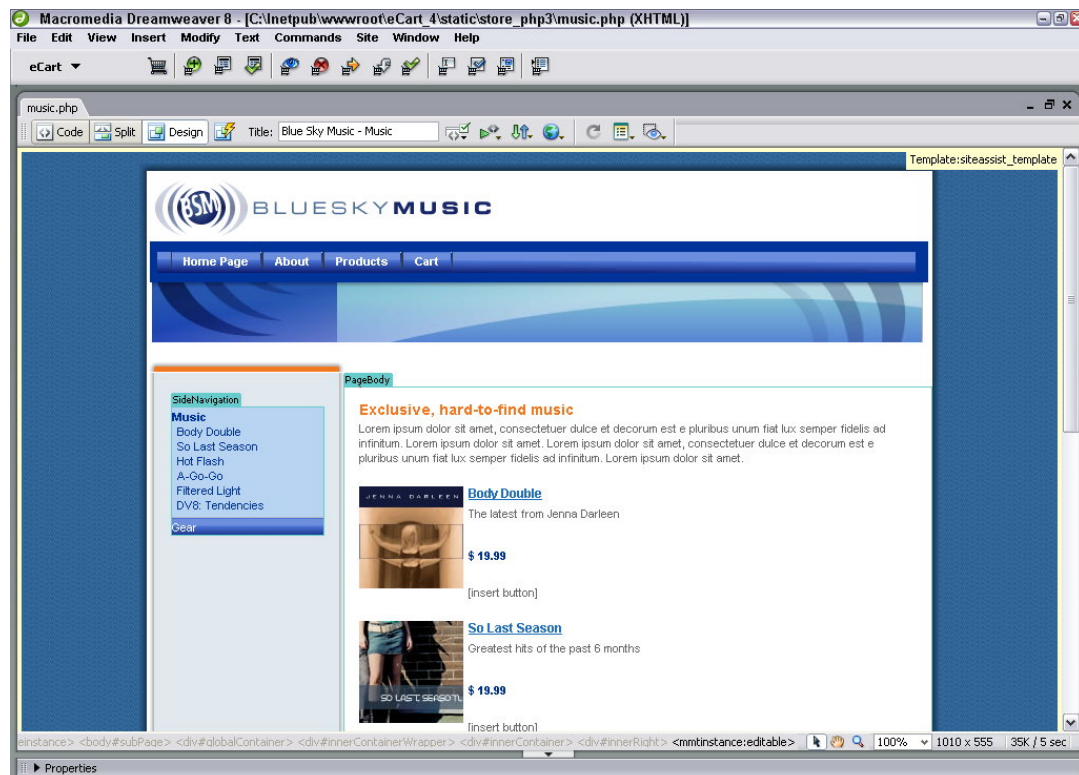 Macromedia Dreamweaver 8 - [C:\Inetpub\wwwroot\eCart_4\static\store_php3\music.php (XHTML)]
File Edit View Insert Modify Text Commands Site Window Help
eCart
music.php
Code Split Design Title: Blue Sky Music - Music
Template:siteassist_template
BSM BLUESKYMUSIC
Home Page About Products Cart
SideNavigation
Music
Body Double
So Last Season
Hot Flash
A-Go-Go
Filtered Light
DV8: Tendencies
Gear
PageBody
Exclusive, hard-to-find music
Lorem ipsum dolor sit amet, consectetuer dulce et decorum est e pluribus unum fiat lux semper fidelis ad
infinitum. Lorem ipsum dolor sit amet. Lorem ipsum dolor sit amet, consectetuer dulce et decorum est e
pluribus unum fiat lux semper fidelis ad infinitum. Lorem ipsum dolor sit amet.
JENNA DARLEEN
Body Double
The latest from Jenna Darleen
$ 19.99
[insert button]
So Last Season
Greatest hits of the past 6 months
SO LAST SEASON
$ 19.99
[insert button]
einstance> <body#subPage> <div#globalContainer> <div#innerContainerWrapper> <div#innerContainer> <div#innerRight> <mmtinstance:editable> 100% 1010 x 555 35K / 5 sec
Properties